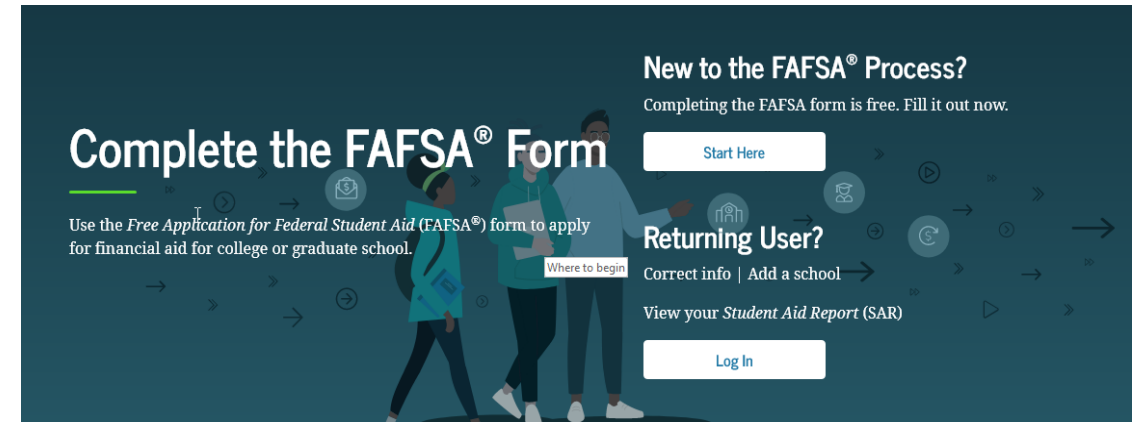 Complete the FAFSA® Form
Use the Free Application for Federal Student Aid (FAFSA®) form to apply
for financial aid for college or graduate school.
Where to begin
New to the FAFSA® Process?
Completing the FAFSA form is free. Fill it out now.
Start Here
Returning User?
Correct info | Add a school
View your Student Aid Report (SAR)
Log In